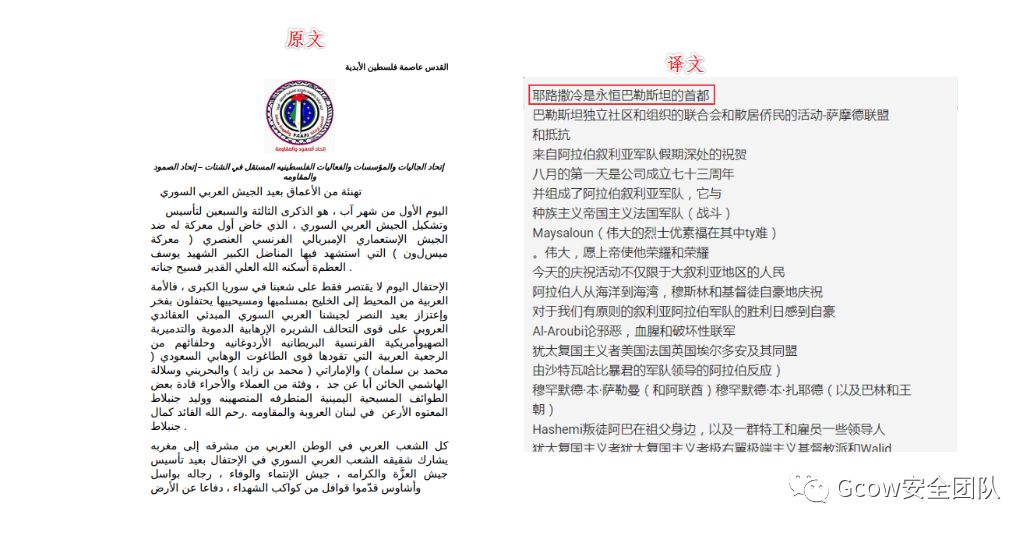 原文
القدس عاصمة فلسطين الأبدية
إتحاد الصمود والمقاومة
إتحاد الجاليات والمؤسسات والفعاليات الفلسطينيه المستقل في الشتات – إتحاد الصمود
والمقاومه
تهنئة من الأعماق بعيد الجيش العربي السوري
اليوم الأول من شهر آب ، هو الذكرى الثالثة والسبعين لتأسيس
وتشكيل الجيش العربي السوري ، الذي خاض أول معركة له ضد
الجيش الإستعماري الإمبريالي الفرنسي العنصري ( معركة
ميسلون ) التي استشهد فيها المناضل الكبير الشهيد يوسف
العظمة أسكنه الله العلي القدير فسيح جناته .
الإحتفال اليوم لا يقتصر فقط على شعبنا في سوريا الكبرى ، فالأمة
العربية من المحيط إلى الخليج بمسلميها ومسيحييها يحتفلون بفخر
وإعتزاز بعيد النصر لجيشنا العربي السوري المبدئي العقائدي
العروبي على قوى التحالف الشريره الإرهابية الدموية والتدميرية
الصهيوأمريكية الفرنسية البريطانيه الأردوغانيه وحلفائهم من
الرجعية العربية التي تقودها قوى الطاغوت الوهابي السعودي (
محمد بن سلمان ) والإماراتي ( محمد بن زايد ) والبحريني وسلالة
الهاشمي الخائن أبا عن جد ، وفئة من العملاء والأجراء قادة بعض
الطوائف المسيحية اليمينية المتطرفه المتصهينه ووليد جنبلاط
المعتوه الأرعن في لبنان العروبة والمقاومه .رحم الله القائد كمال
جنبلاط .
كل الشعب العربي في الوطن العربي من مشرقه إلى مغربه
يشارك شقيقه الشعب العربي السوري في الإحتفال بعيد تأسيس
جيش العزَّة والكرامه ، جيش الإنتماء والوفاء ، رجاله بواسل
وأشاوس قدّموا قوافل من كواكب الشهداء ، دفاعا عن الأرض
译文
耶路撒冷是永恒巴勒斯坦的首都
巴勒斯坦独立社区和组织的联合会和散居侨民的活动-萨摩德联盟
和抵抗
来自阿拉伯叙利亚军队假期深处的祝贺
八月的第一天是公司成立七十三周年
并组成了阿拉伯叙利亚军队，它与
种族主义帝国主义法国军队（战斗）
Maysaloun（伟大的烈士优素福在其中ty难）
。伟大，愿上帝使他荣耀和荣耀
今天的庆祝活动不仅限于大叙利亚地区的人民
阿拉伯人从海洋到海湾，穆斯林和基督徒自豪地庆祝
对于我们有原则的叙利亚阿拉伯军队的胜利日感到自豪
Al-Aroubi论邪恶，血腥和破坏性联军
犹太复国主义者美国法国英国埃尔多安及其同盟
由沙特瓦哈比暴君的军队领导的阿拉伯反应）
穆罕默德·本·萨勒曼（和阿联酋）穆罕默德·本·扎耶德（以及巴林和王
朝）
Hashemi叛徒阿巴在祖父身边，以及一群特工和雇员一些领导人
犹太复国主义者犹太复国主义者极右翼极端主义基督教派和Walid
Gcow安全团队